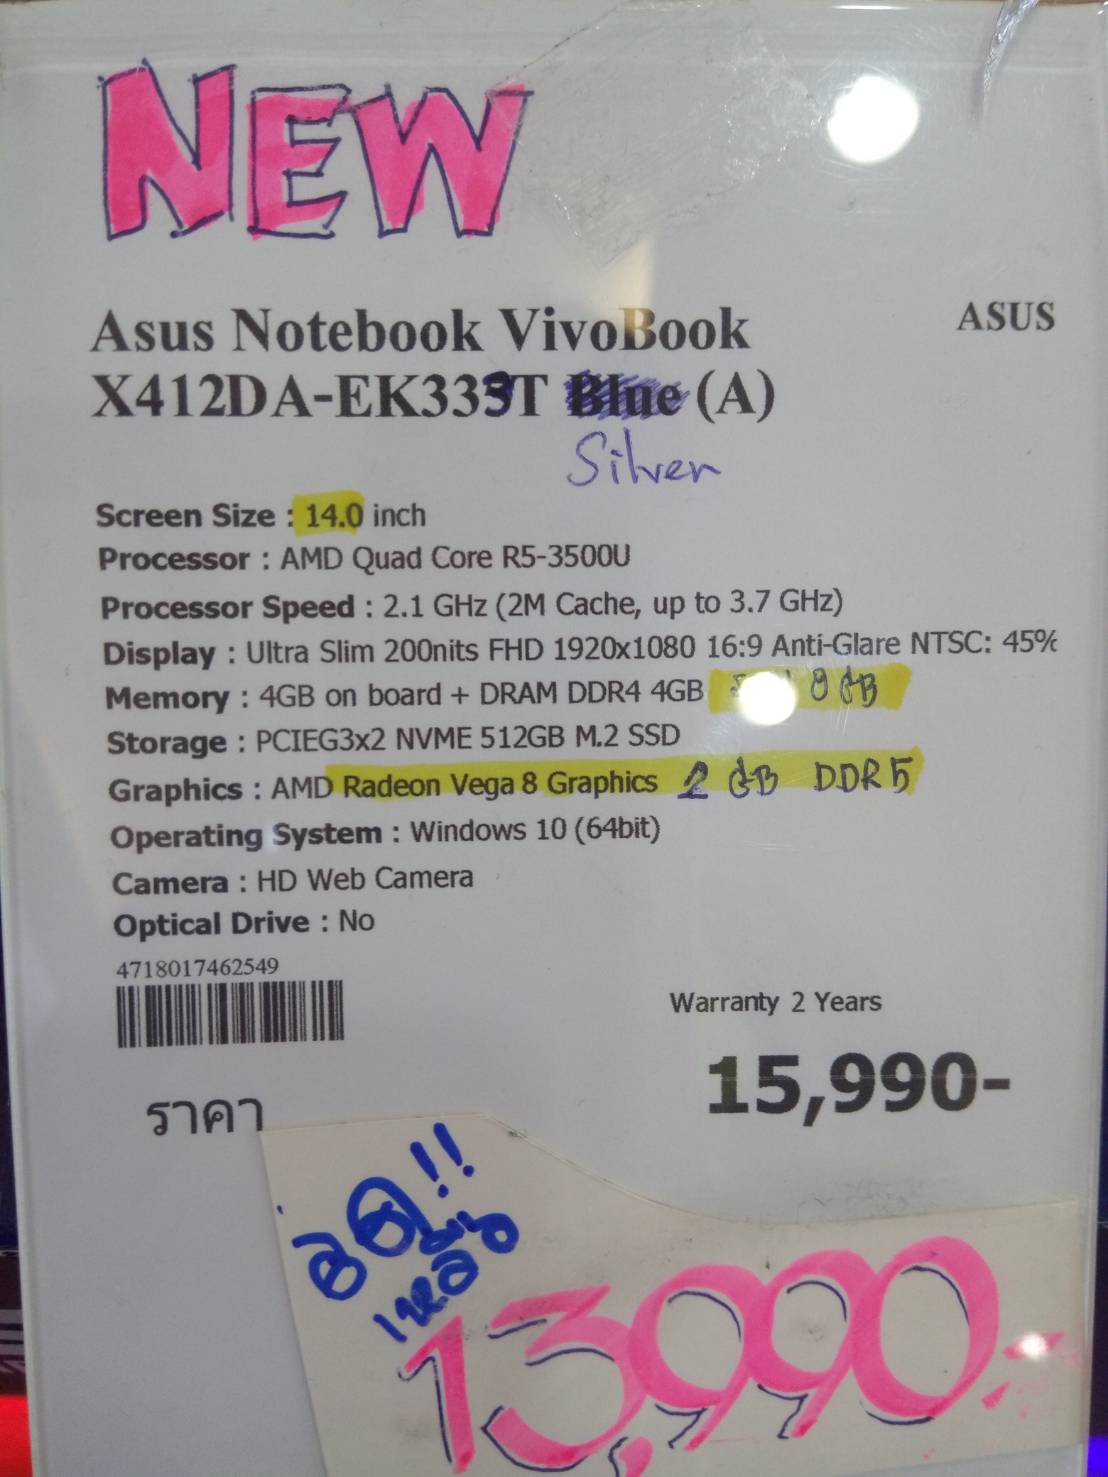 NEW
ASUS
Asus Notebook VivoBook
X412DA-EK333T Blue (A)
Silver
Screen Size : 14.0 inch
Processor : AMD Quad Core R5-3500U
Processor Speed : 2.1 GHz (2M Cache, up to 3.7 GHz)
Display : Ultra Slim 200nits FHD 1920x1080 16:9 Anti-Glare NTSC: 45%
Memory : 4GB on board + DRAM DDR4 4GB 8 GB
Storage : PCIEG3x2 NVME 512GB M.2 SSD
Graphics : AMD Radeon Vega 8 Graphics 2 GB DDR5
Operating System : Windows 10 (64bit)
Camera : HD Web Camera
Optical Drive : No
4718017462549
Warranty 2 Years
15,990-
ราคา
ลด!!
เหลือ
13,990.-